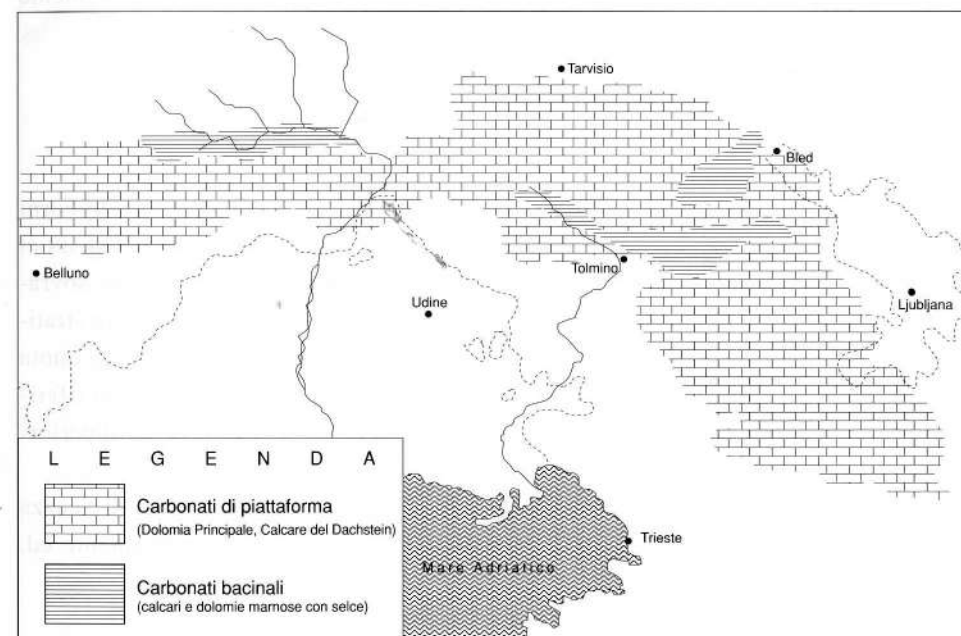 Tarvisio
Bled
Belluno
Tolmino
Udine
Ljubljana
L E G E N D A
Carbonati di piattaforma
(Dolomia Principale, Calcare del Dachstein)
Trieste
Mare Adriatico
Carbonati bacinali
(calcari e dolomie marnose con selce)